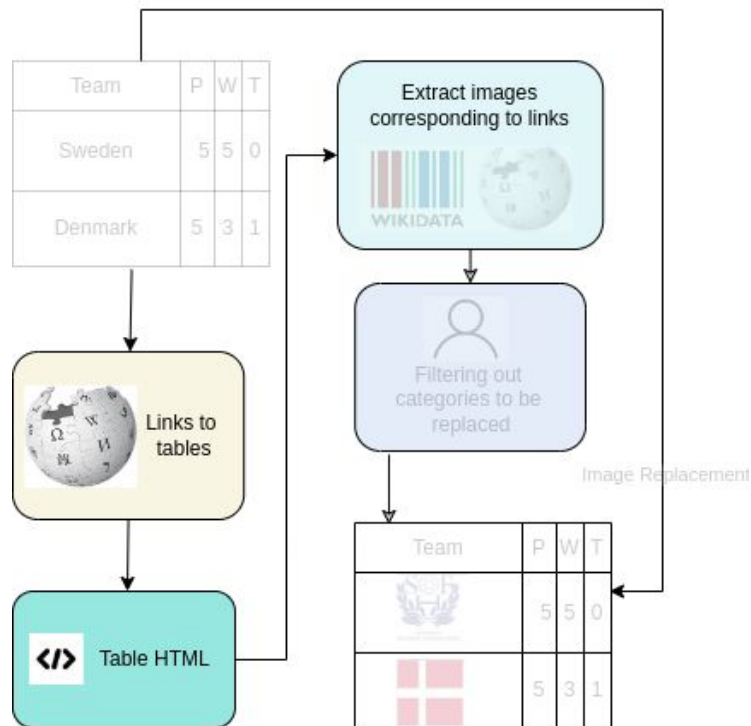 Team P W T
Sweden 5 5 0
Denmark 5 3 1
Links to
tables
</> Table HTML
Extract images
corresponding to links
WIKIDATA
Filtering out
categories to be
replaced
Image Replacement
Team P W T
5 5 0
5 3 1